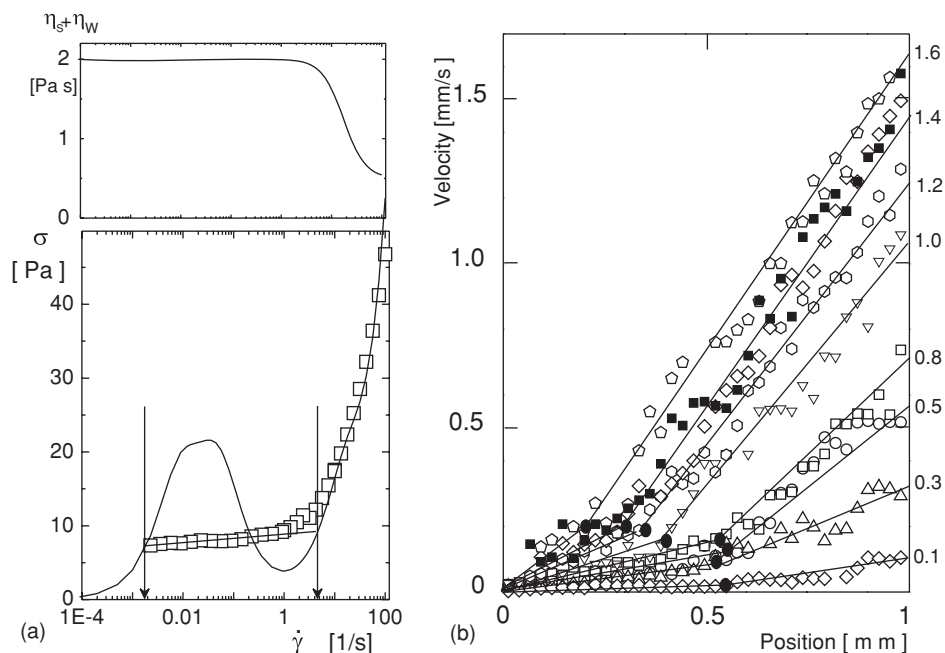 η_S+η_W
2
[Pa s]
1
0
σ
[ Pa ]
40
30
20
10
0
1E-4
0.01
1
100
(a)
γ̇ [1/s]
Velocity [mm/s]
1.5
1.0
0.5
0
0
0.5
1
1.6
1.4
1.2
1.0
0.8
0.5
0.3
0.1
(b)
Position [ m m ]